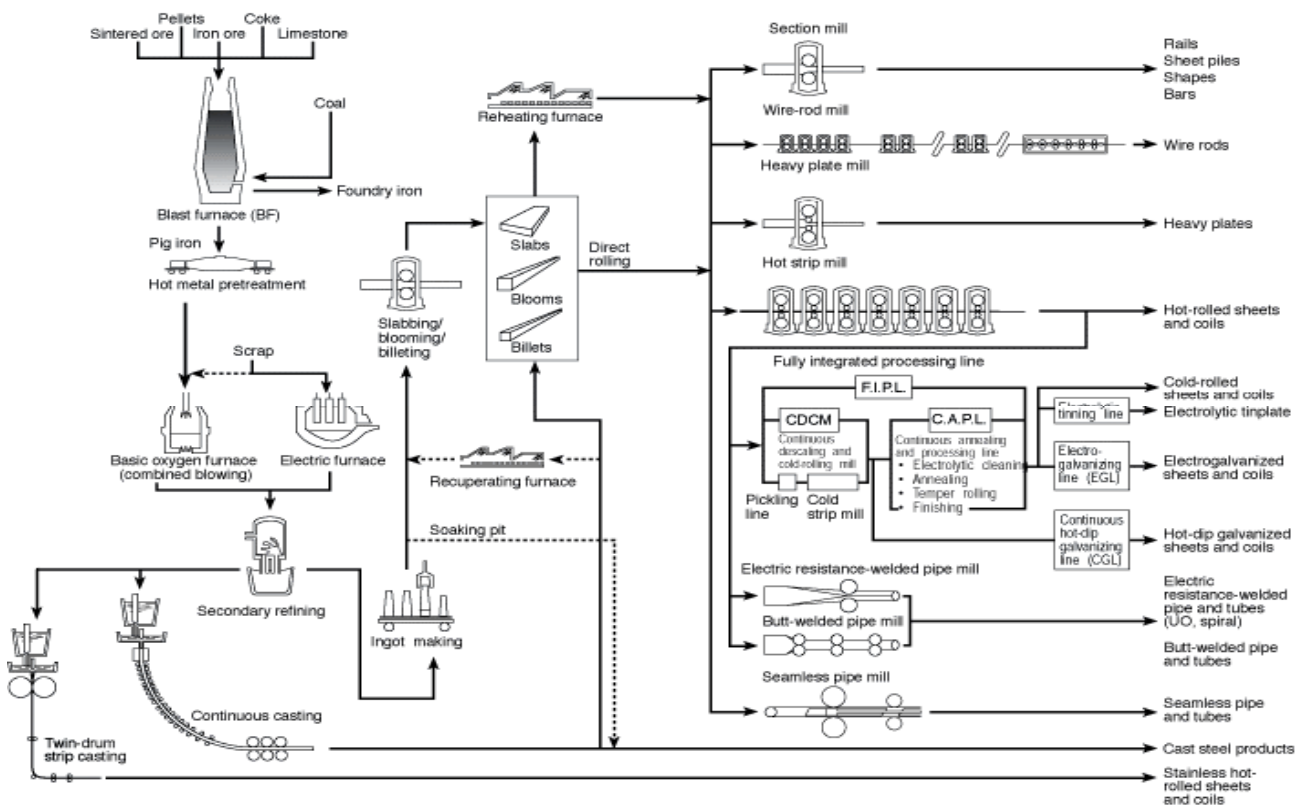 Pellets
Coke
Sintered ore
Iron ore
Limestone
Coal
Foundry iron
Blast furnace (BF)
Pig iron
Hot metal pretreatment
Scrap
Basic oxygen furnace
(combined blowing)
Electric furnace
Secondary refining
Twin-drum
strip casting
Continuous casting
Ingot making
Soaking pit
Recuperating furnace
Slabbing/
blooming/
billeting
Slabs
Blooms
Billets
Direct
rolling
Reheating furnace
Section mill
Wire-rod mill
Heavy plate mill
Hot strip mill
Fully integrated processing line
F.I.P.L.
CDCM
Continuous
descaling and
cold-rolling mill
Pickling
line
Cold
strip mill
C.A.P.L.
Continuous annealing
and processing line
• Electrolytic cleaning
• Annealing
• Temper rolling
• Finishing
Electrolytic
tinning line
Electro-
galvanizing
line (EGL)
Continuous
hot-dip
galvanizing
line (CGL)
Electric resistance-welded pipe mill
Butt-welded pipe mill
Seamless pipe mill
Rails
Sheet piles
Shapes
Bars
Wire rods
Heavy plates
Hot-rolled sheets
and coils
Cold-rolled
sheets and coils
Electrolytic tinplate
Electrogalvanized
sheets and coils
Hot-dip galvanized
sheets and coils
Electric
resistance-welded
pipe and tubes
(UO, spiral)
Butt-welded pipe
and tubes
Seamless pipe
and tubes
Cast steel products
Stainless hot-
rolled sheets
and coils